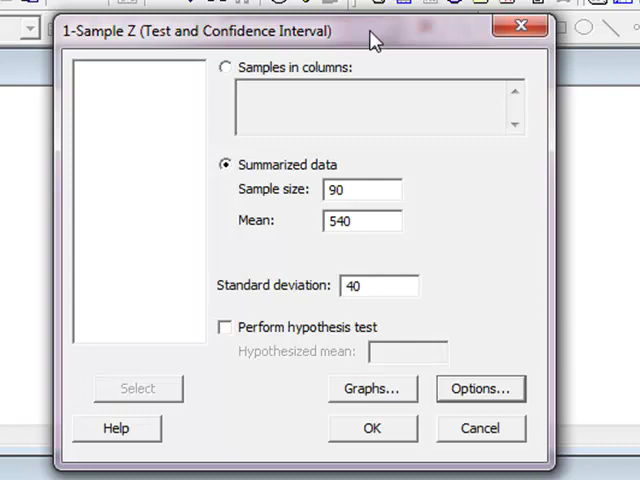 1-Sample Z (Test and Confidence Interval)
Samples in columns:
Summarized data
Sample size: 90
Mean: 540
Standard deviation: 40
Perform hypothesis test
Hypothesized mean:
Select
Graphs...
Options...
Help
OK
Cancel